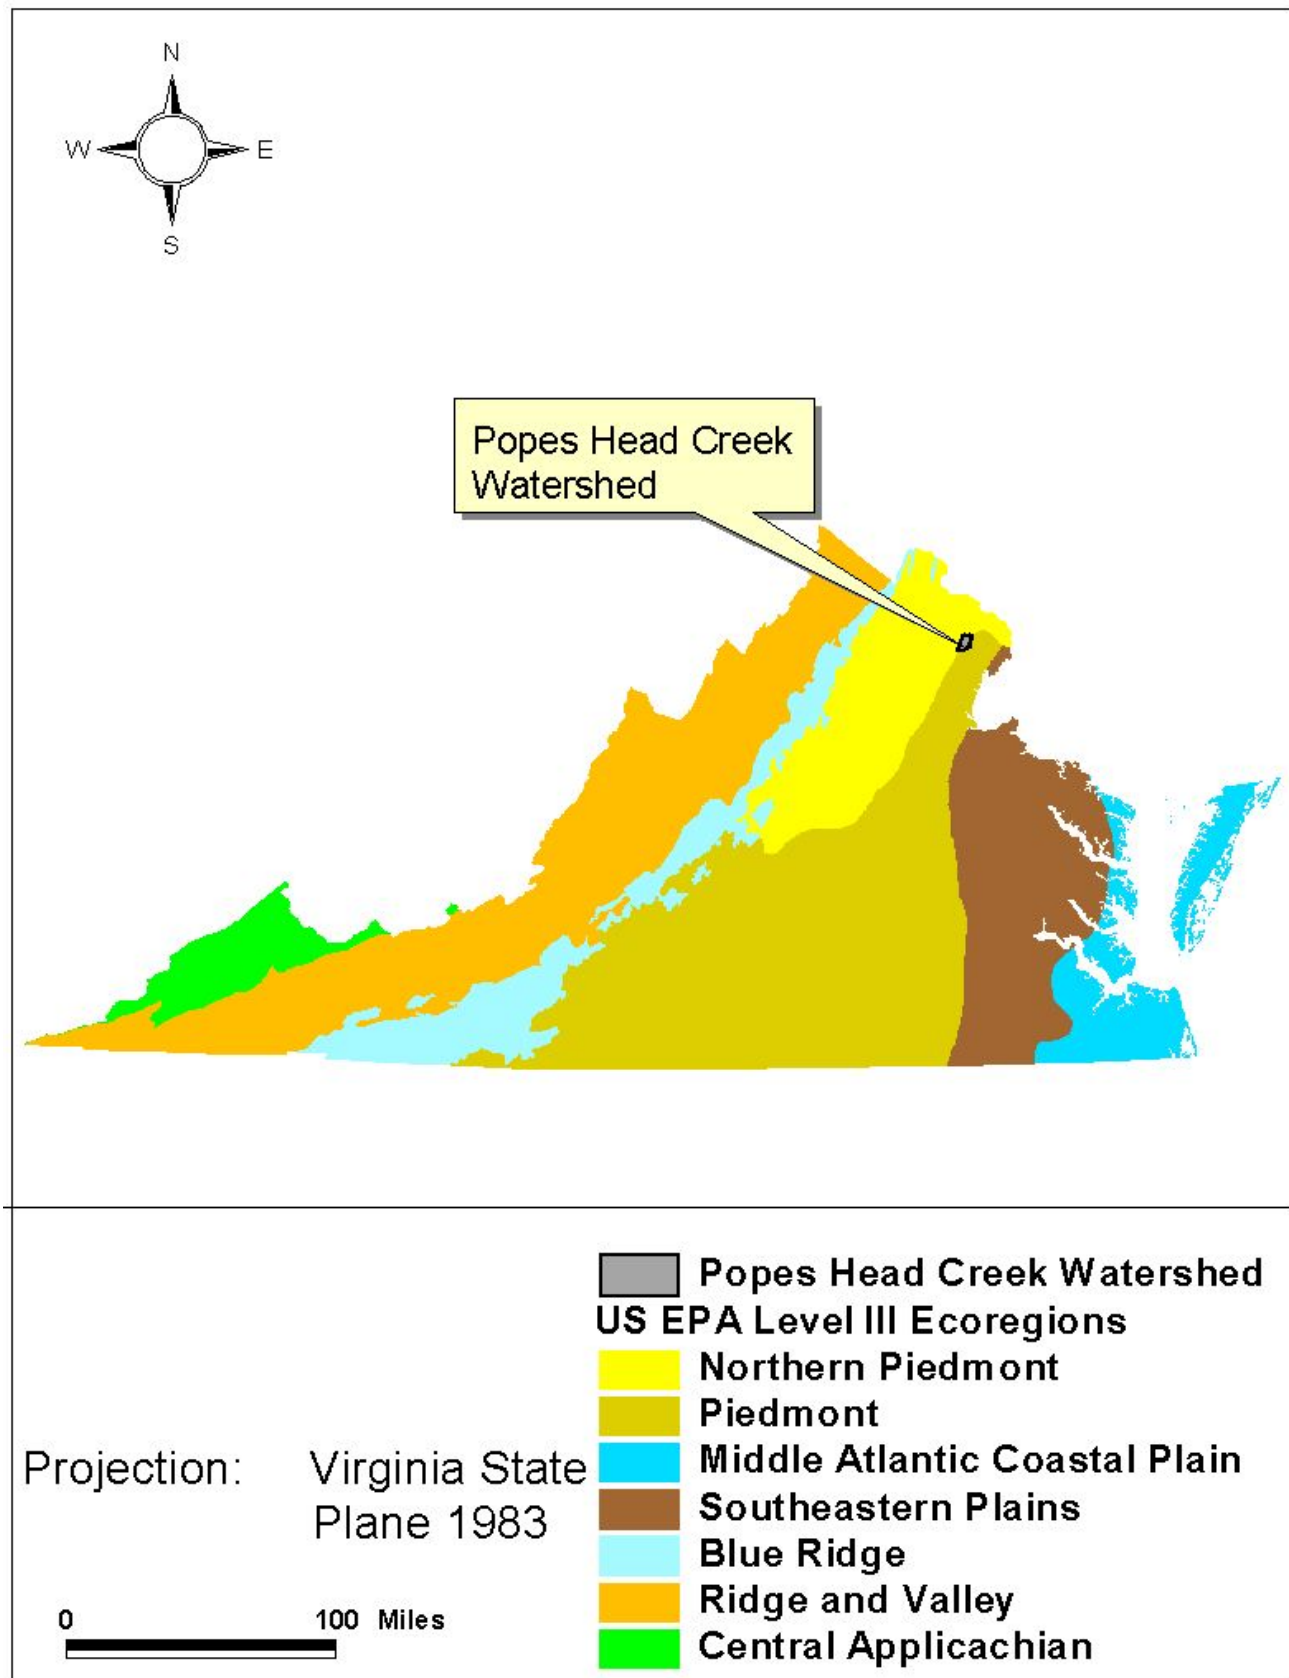 N
W E
S
Popes Head Creek
Watershed
Popes Head Creek Watershed
US EPA Level III Ecoregions
Northern Piedmont
Piedmont
Middle Atlantic Coastal Plain
Southeastern Plains
Blue Ridge
Ridge and Valley
Central Applicachian
Projection: Virginia State
Plane 1983
0 100 Miles